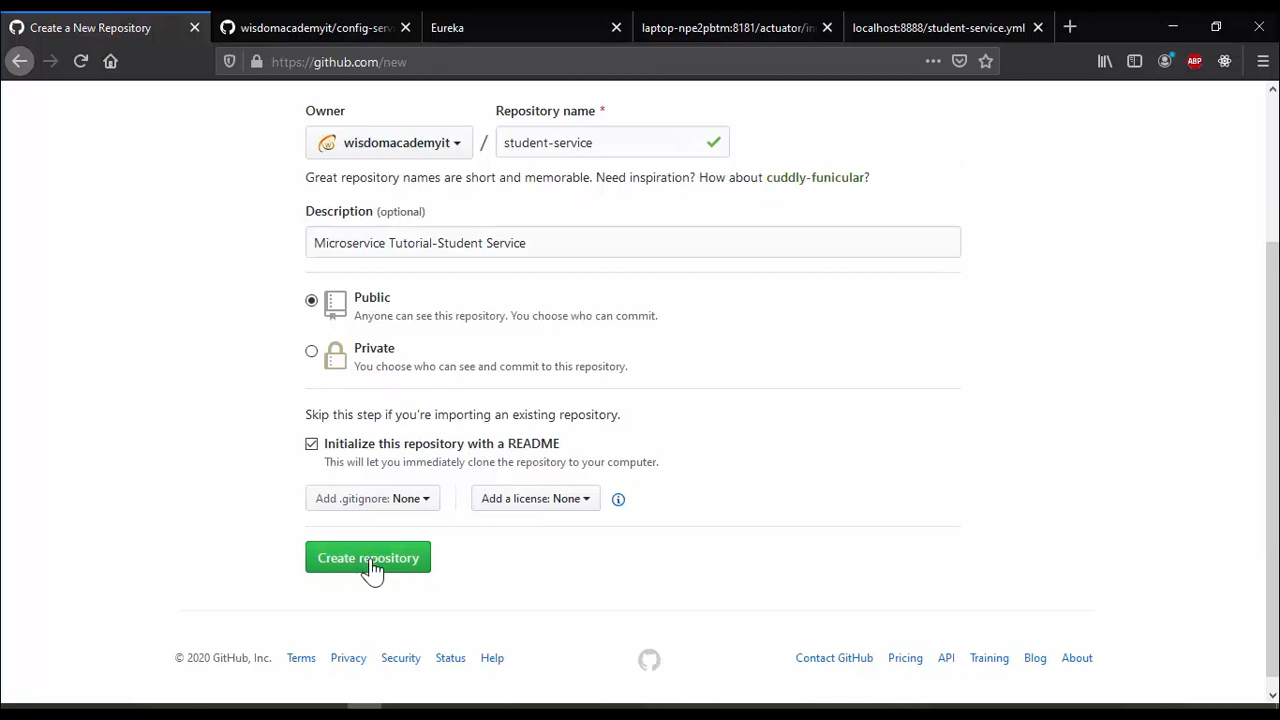 Create a New Repository
wisdomacademyit/config-serv
Eureka
laptop-npe2pbtm:8181/actuator/in
localhost:8888/student-service.yml
https://github.com/new
ABP
Owner
Repository name *
wisdomacademyit
/
student-service
Great repository names are short and memorable. Need inspiration? How about cuddly-funicular?
Description (optional)
Microservice Tutorial-Student Service
Public
Anyone can see this repository. You choose who can commit.
Private
You choose who can see and commit to this repository.
Skip this step if you're importing an existing repository.
Initialize this repository with a README
This will let you immediately clone the repository to your computer.
Add .gitignore: None
Add a license: None
Create repository
© 2020 GitHub, Inc. Terms Privacy Security Status Help
Contact GitHub Pricing API Training Blog About